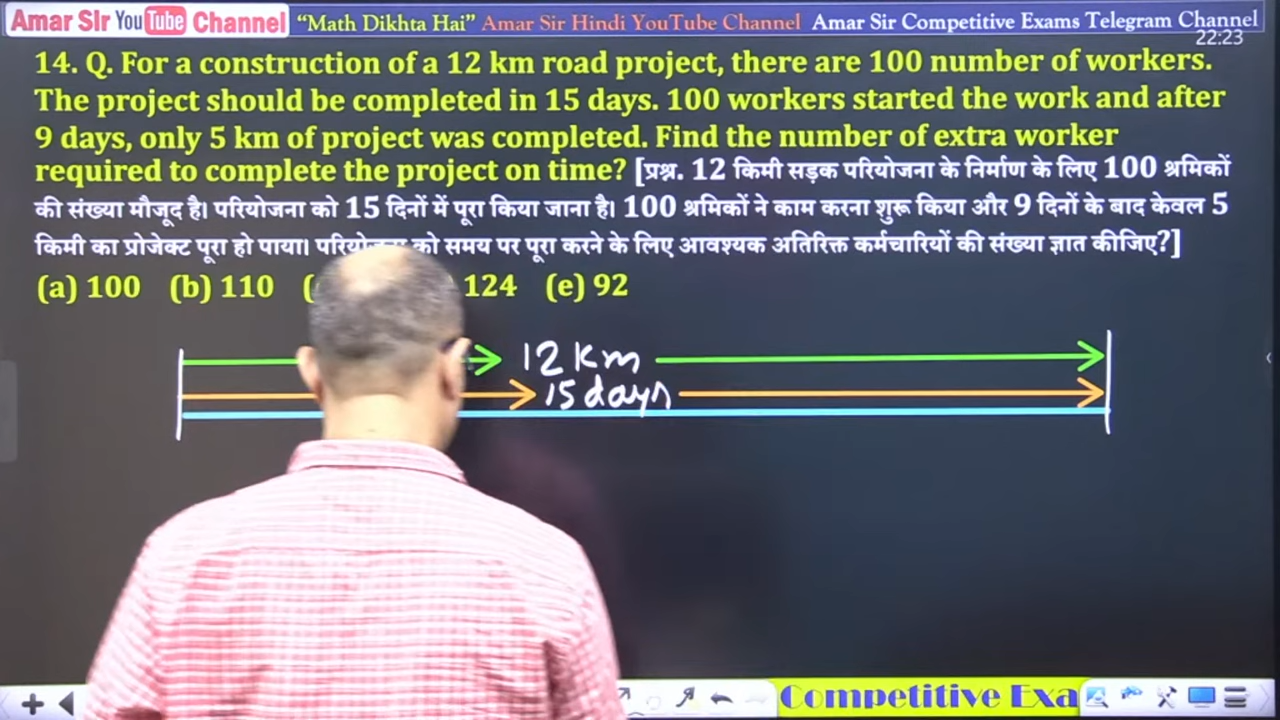 Amar SIr YouTube Channel "Math Dikhta Hai" Amar Sir Hindi YouTube Channel Amar Sir Competitive Exams Telegram Channel
22:23
14. Q. For a construction of a 12 km road project, there are 100 number of workers.
The project should be completed in 15 days. 100 workers started the work and after
9 days, only 5 km of project was completed. Find the number of extra worker
required to complete the project on time? [प्रश्न. 12 किमी सड़क परियोजना के निर्माण के लिए 100 श्रमिकों
की संख्या मौजूद है। परियोजना को 15 दिनों में पूरा किया जाना है। 100 श्रमिकों ने काम करना शुरू किया और 9 दिनों के बाद केवल 5
किमी का प्रोजेक्ट पूरा हो पाया। को समय पर पूरा करने के लिए आवश्यक अतिरिक्त कर्मचारियों की संख्या ज्ञात कीजिए?]
(a) 100 (b) 110 ( 124 (e) 92
12 km
15 days
Competitive Exa